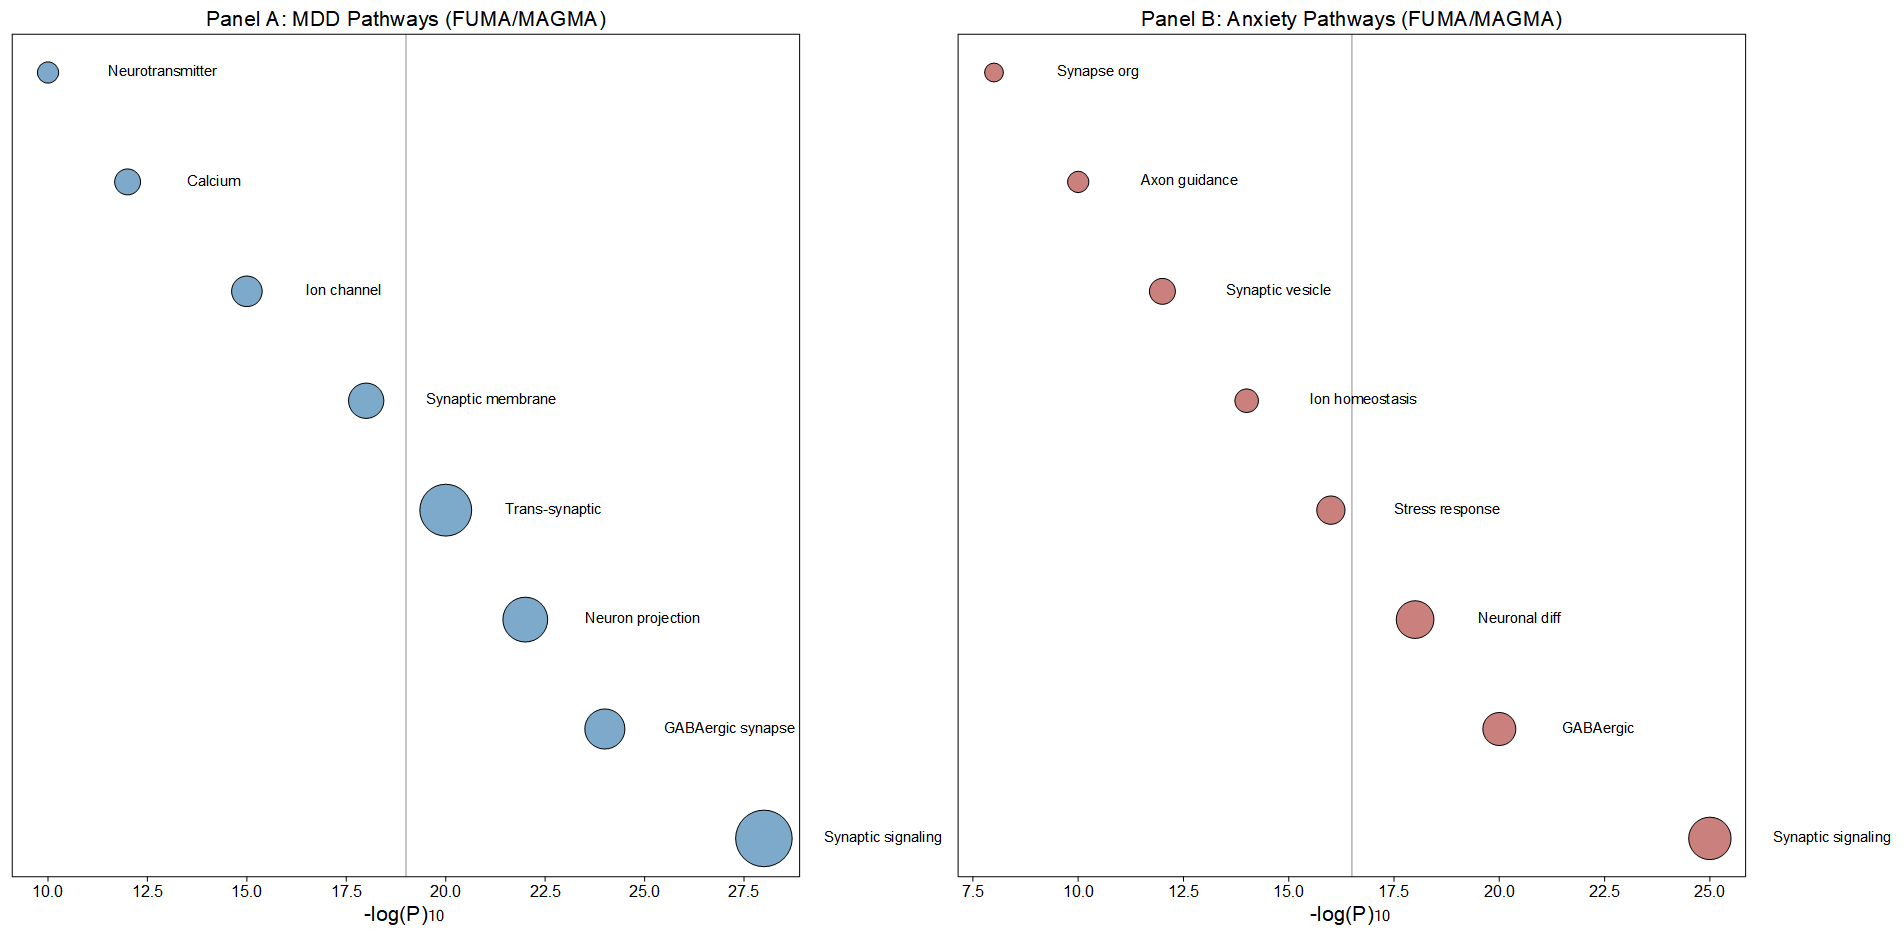 Panel A: MDD Pathways (FUMA/MAGMA)
Neurotransmitter
Calcium
Ion channel
Synaptic membrane
Trans-synaptic
Neuron projection
GABAergic synapse
Synaptic signaling
10.0 12.5 15.0 17.5 20.0 22.5 25.0 27.5
-log(P)10
Panel B: Anxiety Pathways (FUMA/MAGMA)
Synapse org
Axon guidance
Synaptic vesicle
Ion homeostasis
Stress response
Neuronal diff
GABAergic
Synaptic signaling
7.5 10.0 12.5 15.0 17.5 20.0 22.5 25.0
-log(P)10